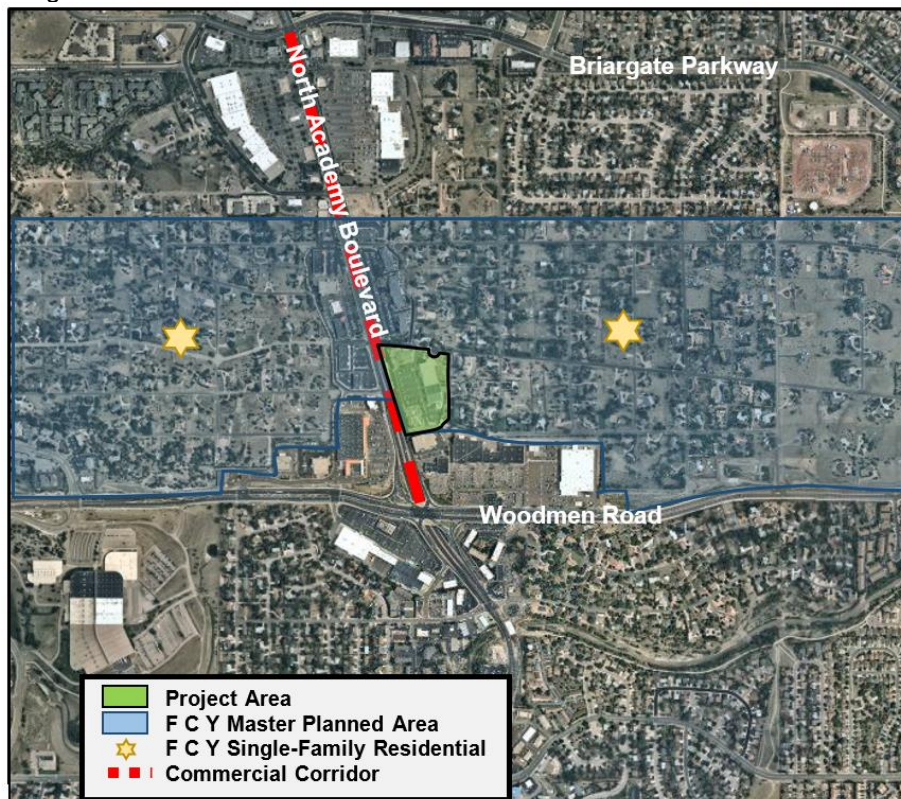 Briargate Parkway
North Academy Boulevard
Woodmen Road
Project Area
F C Y Master Planned Area
F C Y Single-Family Residential
Commercial Corridor